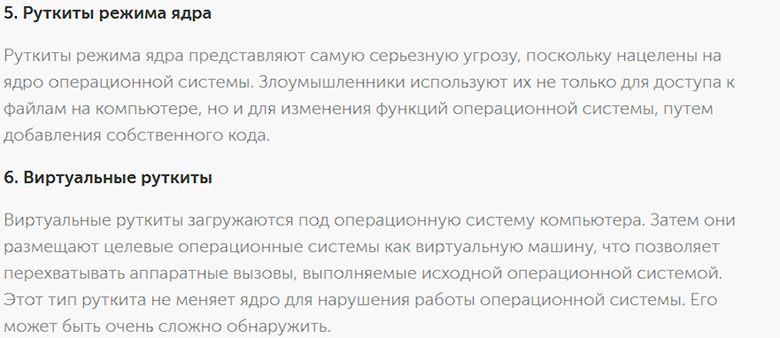 5. Руткиты режима ядра
Руткиты режима ядра представляют самую серьезную угрозу, поскольку нацелены на
ядро операционной системы. Злоумышленники используют их не только для доступа к
файлам на компьютере, но и для изменения функций операционной системы, путем
добавления собственного кода.
6. Виртуальные руткиты
Виртуальные руткиты загружаются под операционную систему компьютера. Затем они
размещают целевые операционные системы как виртуальную машину, что позволяет
перехватывать аппаратные вызовы, выполняемые исходной операционной системой.
Этот тип руткита не меняет ядро для нарушения работы операционной системы. Его
может быть очень сложно обнаружить.